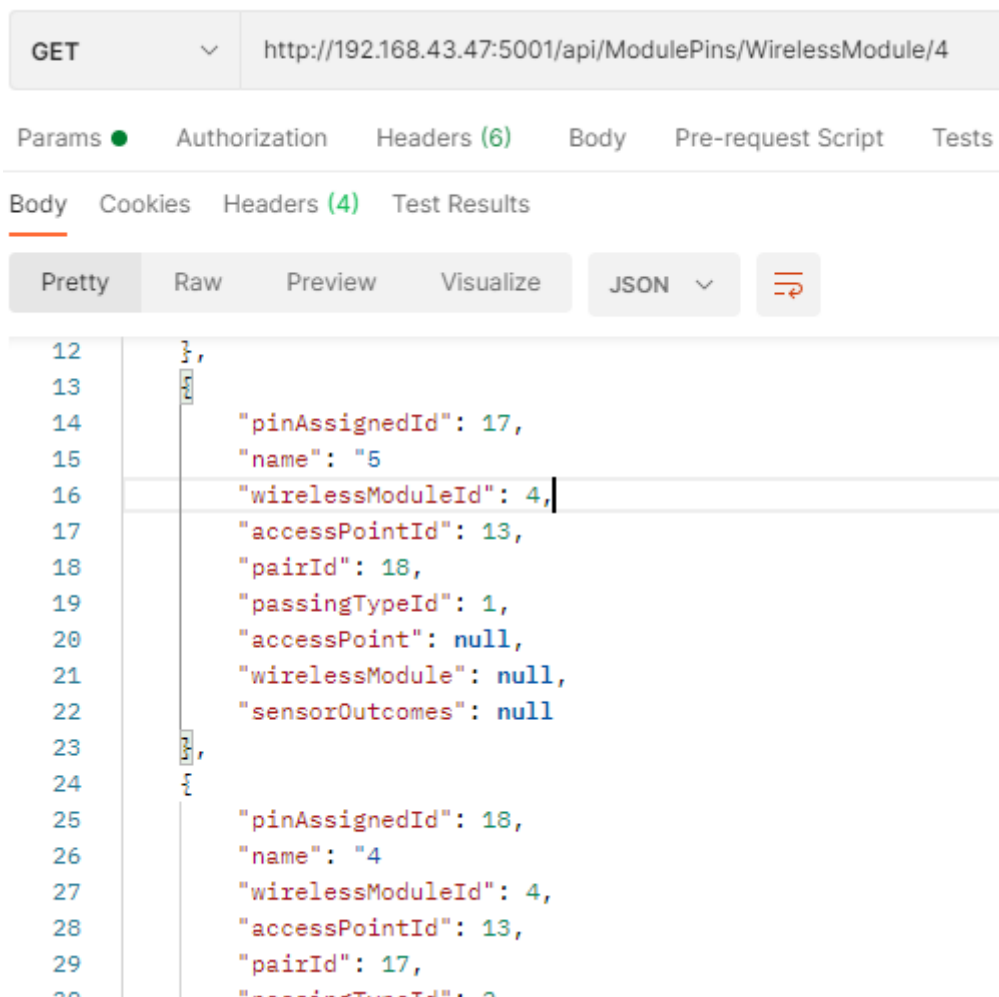 GET http://192.168.43.47:5001/api/ModulePins/WirelessModule/4
Params Authorization Headers (6) Body Pre-request Script Tests
Body Cookies Headers (4) Test Results
Pretty Raw Preview Visualize JSON
12 },
13 {
14 "pinAssignedId": 17,
15 "name": "5
16 "wirelessModuleId": 4,
17 "accessPointId": 13,
18 "pairId": 18,
19 "passingTypeId": 1,
20 "accessPoint": null,
21 "wirelessModule": null,
22 "sensorOutcomes": null
23 },
24 {
25 "pinAssignedId": 18,
26 "name": "4
27 "wirelessModuleId": 4,
28 "accessPointId": 13,
29 "pairId": 17,